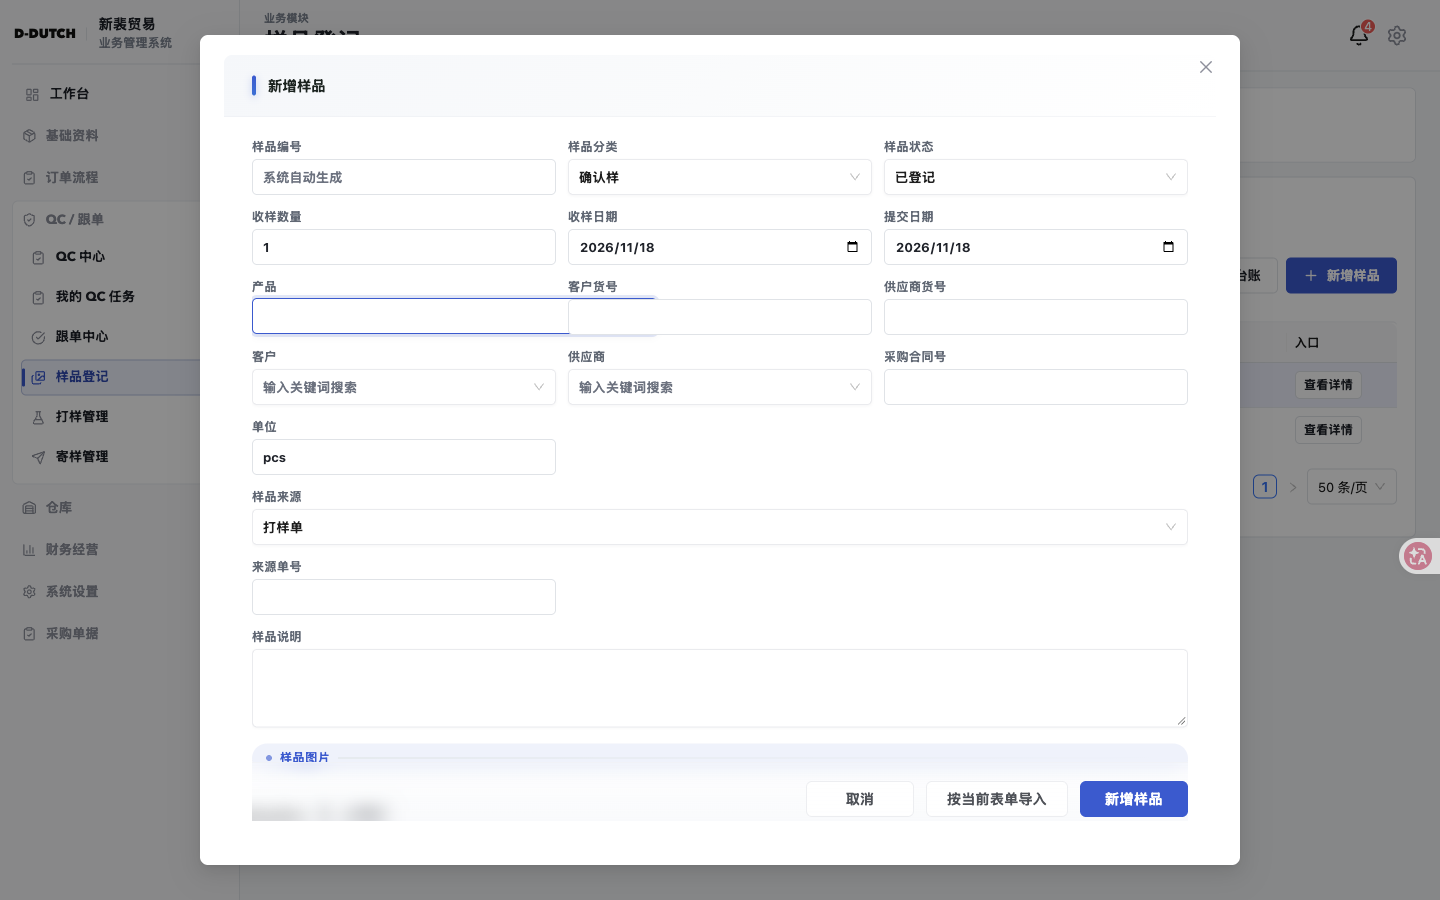 D-DUTCH
新裴贸易
业务管理系统
业务模块
4
工作台
基础资料
订单流程
QC / 跟单
QC 中心
我的 QC 任务
跟单中心
样品登记
打样管理
寄样管理
仓库
财务经营
系统设置
采购单据
新增样品
样品编号
样品分类
样品状态
系统自动生成
确认样
已登记
收样数量
收样日期
提交日期
1
2026/11/18
2026/11/18
产品
客户货号
供应商货号
客户
供应商
采购合同号
输入关键词搜索
输入关键词搜索
单位
pcs
样品来源
打样单
来源单号
样品说明
样品图片
取消
按当前表单导入
新增样品
台账
新增样品
入口
查看详情
查看详情
1
50 条/页